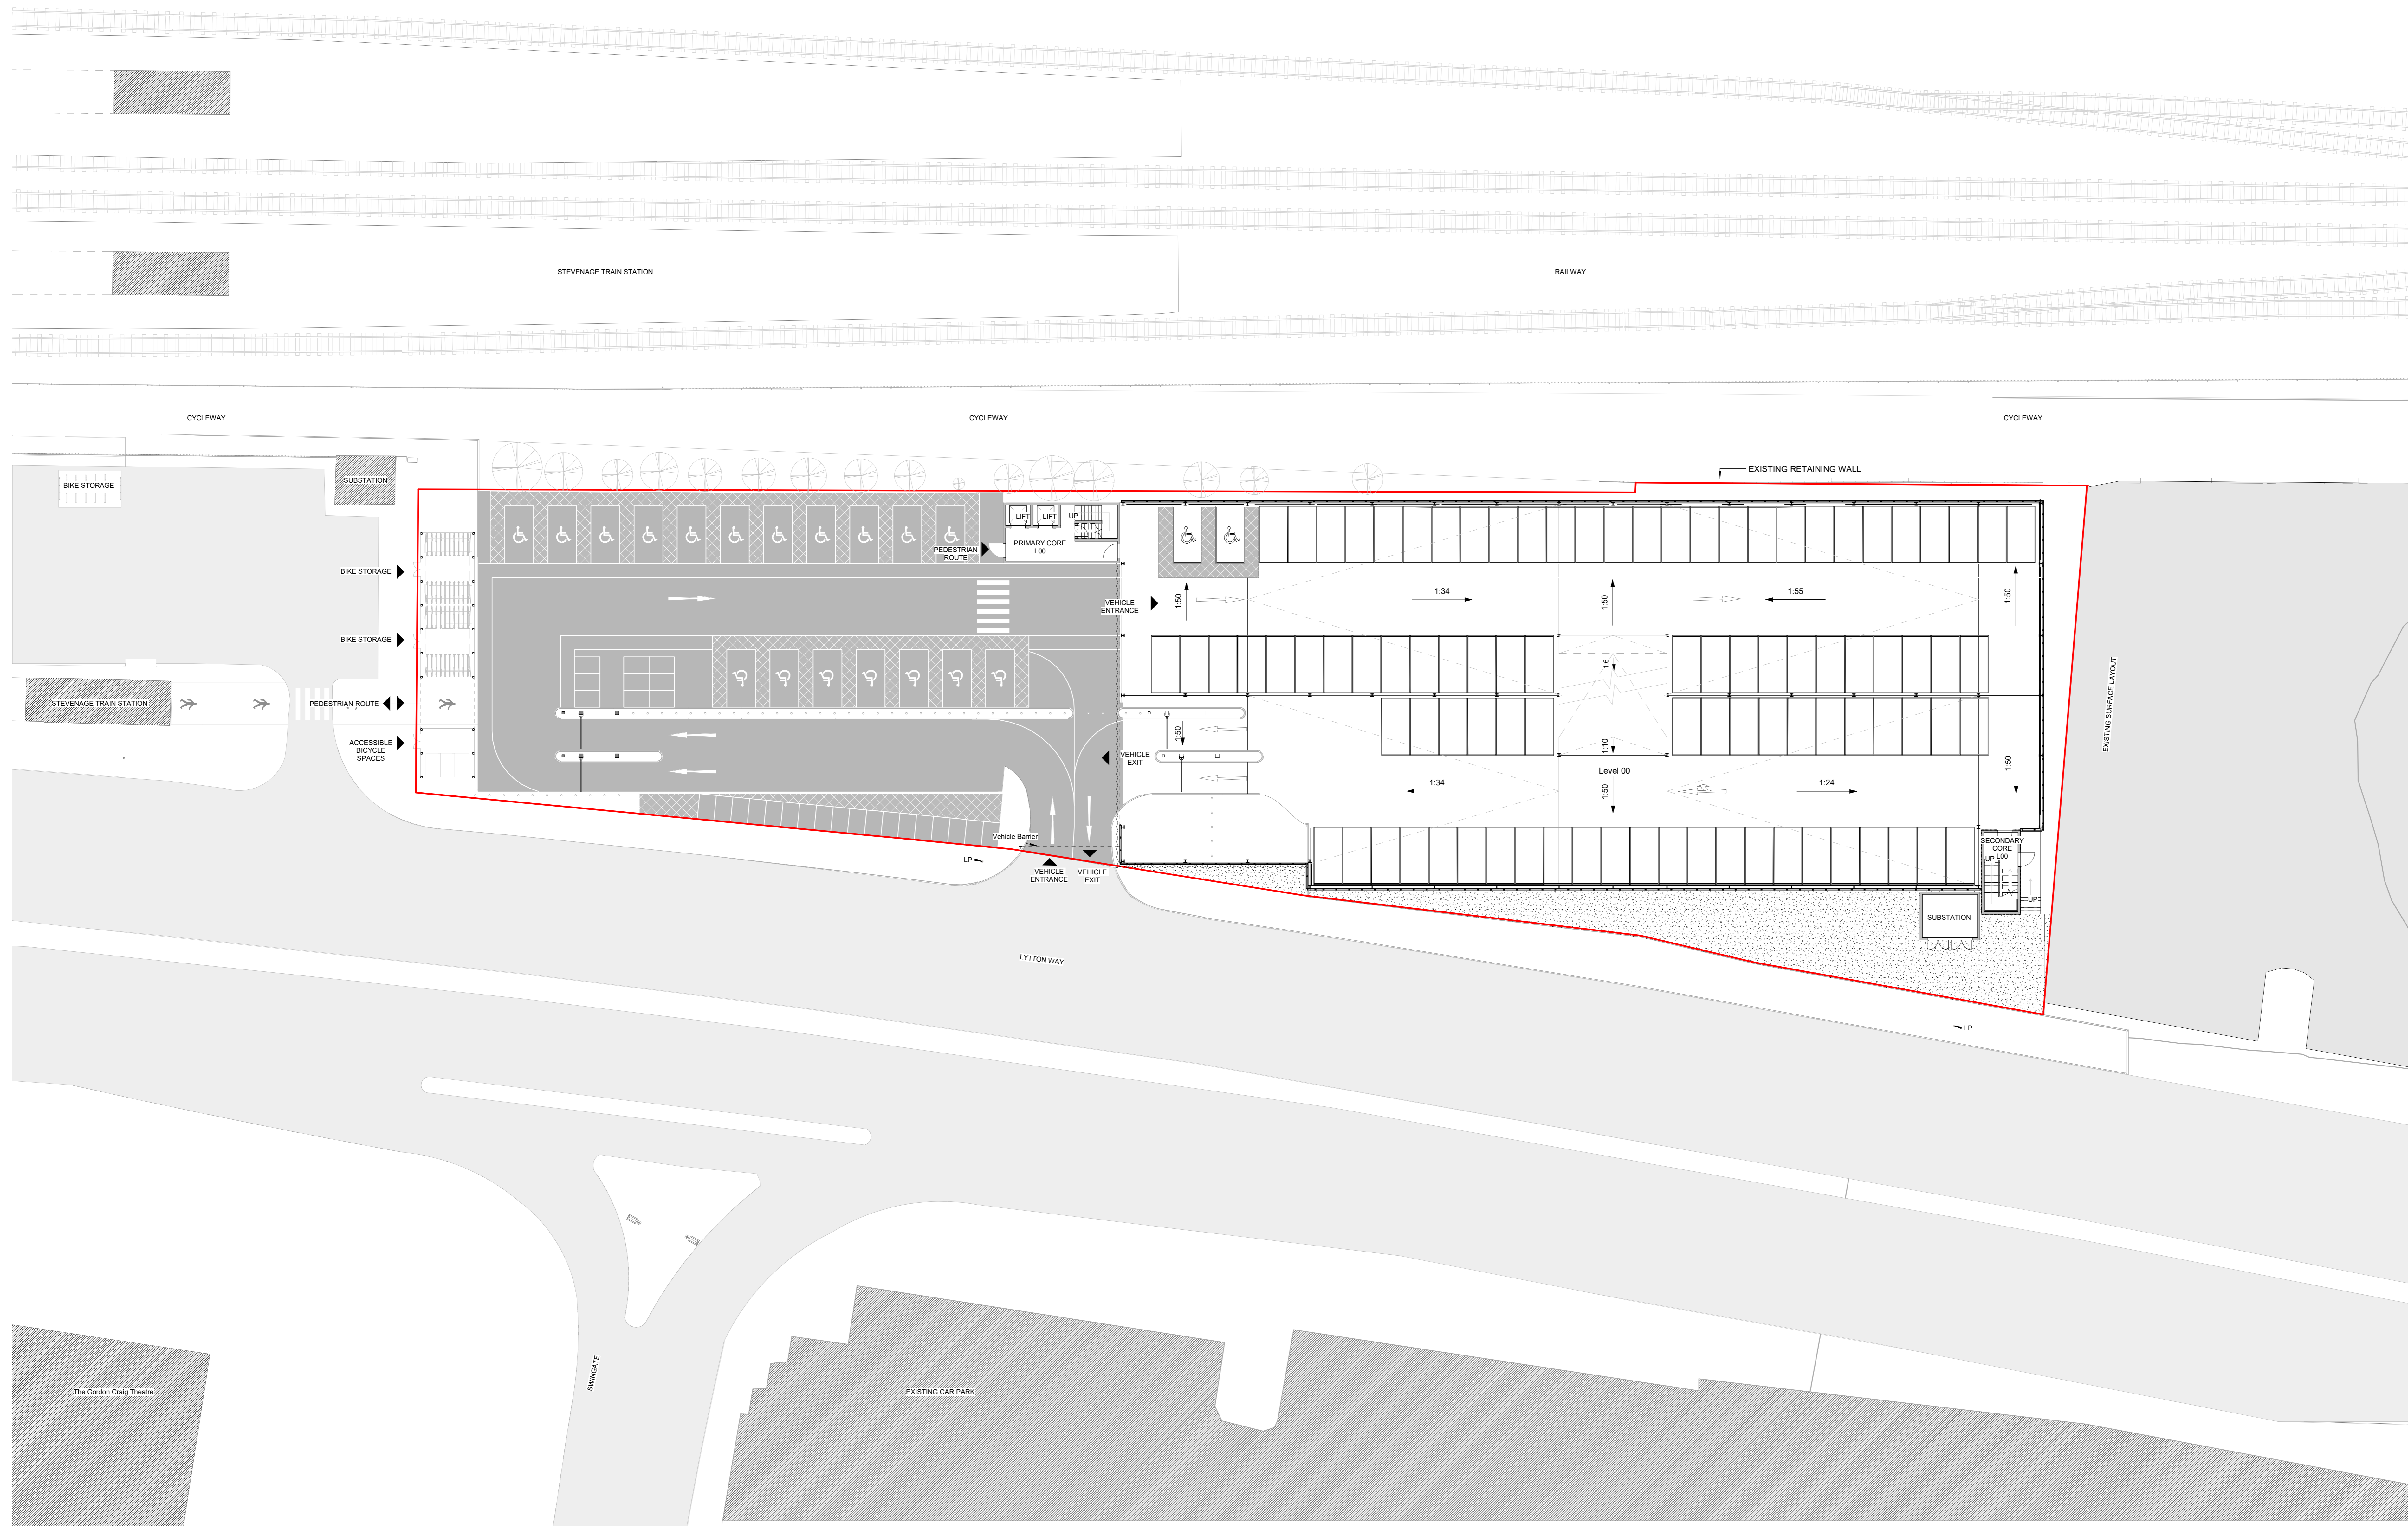 STEVENAGE TRAIN STATION
RAILWAY
CYCLEWAY
CYCLEWAY
CYCLEWAY
EXISTING RETAINING WALL
BIKE STORAGE
SUBSTATION
LIFT
LIFT
UP
PRIMARY CORE
L00
PEDESTRIAN
ROUTE
BIKE STORAGE
VEHICLE
ENTRANCE
1:50
1:34
1:50
1:55
1:50
BIKE STORAGE
1:6
STEVENAGE TRAIN STATION
PEDESTRIAN ROUTE
EXISTING SURFACE LAYOUT
ACCESSIBLE
BICYCLE
SPACES
1:50
VEHICLE
EXIT
1:10
Level 00
1:50
1:34
1:50
1:24
Vehicle Barrier
LP
VEHICLE
ENTRANCE
VEHICLE
EXIT
SECONDARY
CORE
L00
UP
UP
SUBSTATION
LYTTON WAY
LP
SWINGATE
The Gordon Craig Theatre
EXISTING CAR PARK